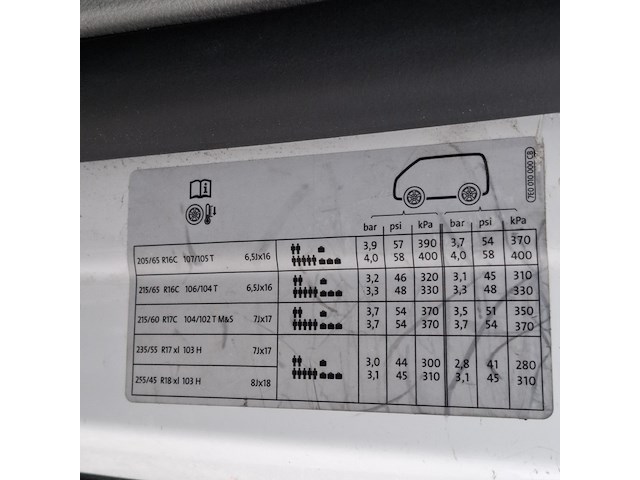 7E0 010 000 CB
bar psi kPa bar psi kPa
205/65 R16C 107/105 T 6,5Jx16 3,9 57 390 3,7 54 370
4,0 58 400 4,0 58 400
215/65 R16C 106/104 T 6,5Jx16 3,2 46 320 3,1 45 310
3,3 48 330 3,3 48 330
215/60 R17C 104/102 T M&S 7Jx17 3,7 54 370 3,5 51 350
3,7 54 370 3,7 54 370
235/55 R17 xl 103 H 7Jx17
3,0 44 300 2,8 41 280
3,1 45 310 3,1 45 310
255/45 R18 xl 103 H 8Jx18